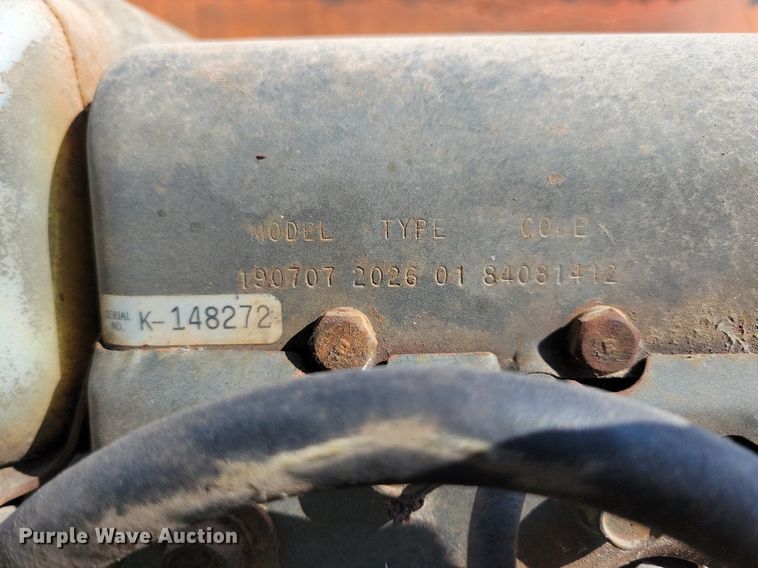 MODEL TYPE CODE
190707 2026 01 84081412
SERIAL NO. K-148272
Purple Wave Auction